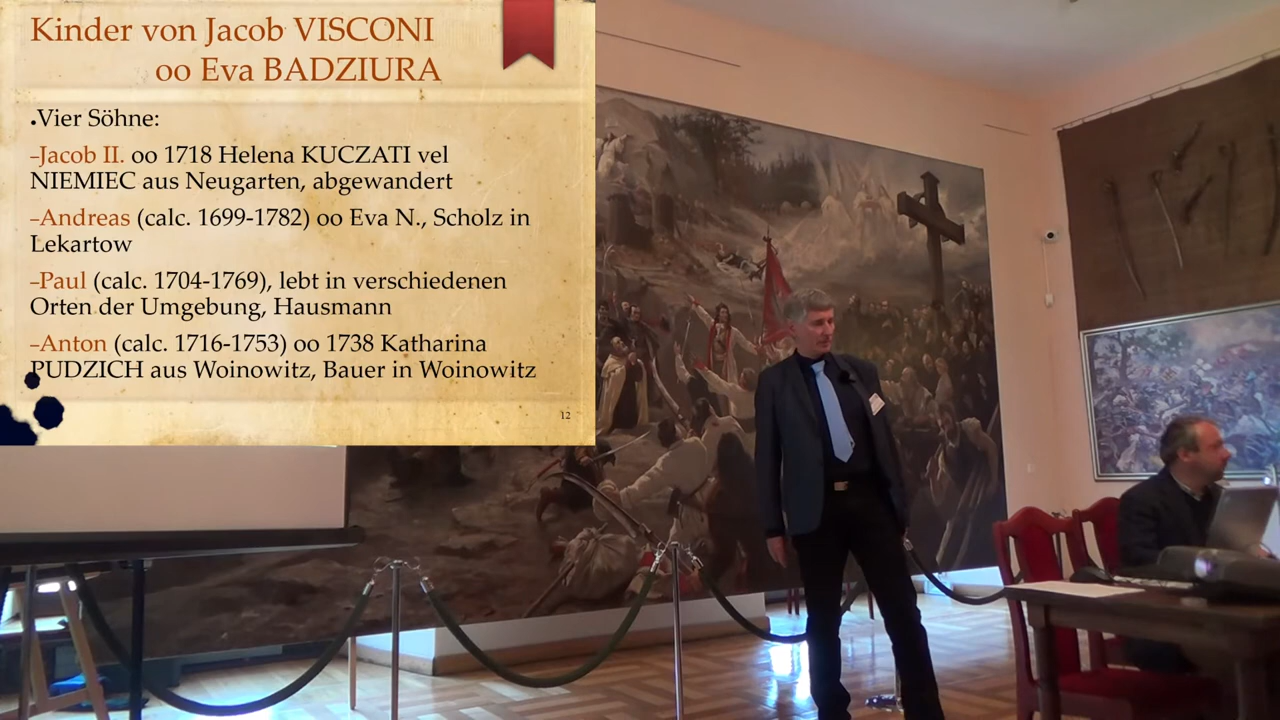 Kinder von Jacob VISCONI
oo Eva BADZIURA
•Vier Söhne:
–Jacob II. oo 1718 Helena KUCZATI vel
NIEMIEC aus Neugarten, abgewandert
–Andreas (calc. 1699-1782) oo Eva N., Scholz in
Lekartow
–Paul (calc. 1704-1769), lebt in verschiedenen
Orten der Umgebung, Hausmann
–Anton (calc. 1716-1753) oo 1738 Katharina
PUDZICH aus Woinowitz, Bauer in Woinowitz
12